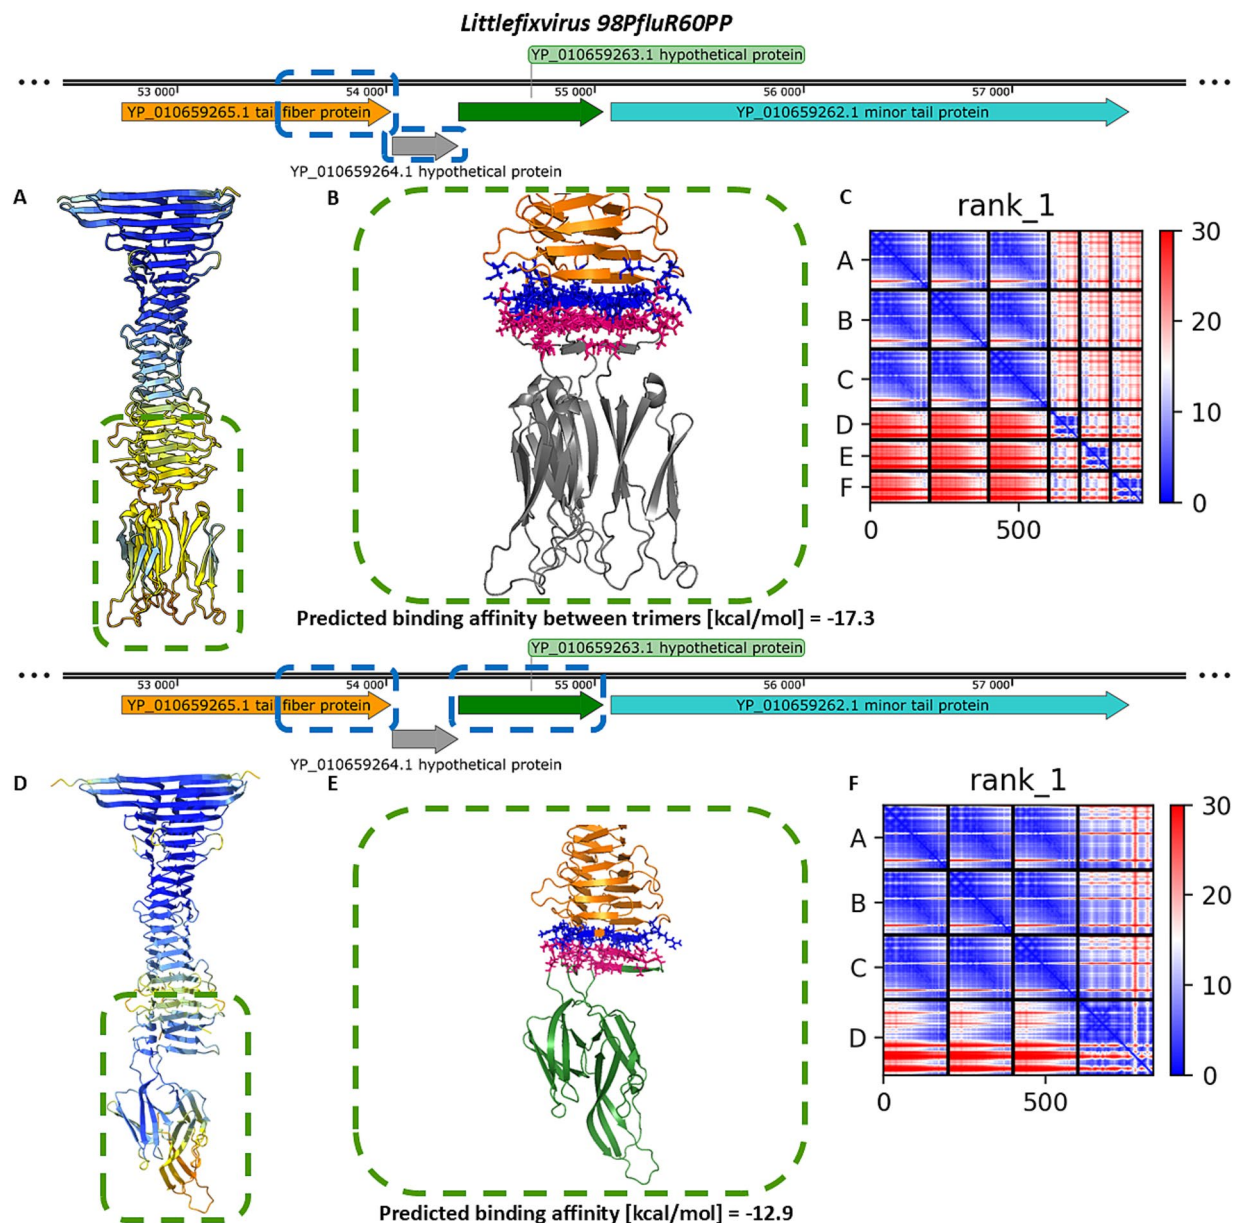 Littlefixvirus 98PfluR60PP
YP_010659263.1 hypothetical protein
... ...
53 000 54 000 55 000 56 000 57 000
YP_010659265.1 tail fiber protein YP_010659262.1 minor tail protein
YP_010659264.1 hypothetical protein
A B C
rank_1
A
B
C
D
E
F
0 500
30
20
10
0
Predicted binding affinity between trimers [kcal/mol] = -17.3
YP_010659263.1 hypothetical protein
... ...
53 000 54 000 55 000 56 000 57 000
YP_010659265.1 tail fiber protein YP_010659262.1 minor tail protein
YP_010659264.1 hypothetical protein
D E F
rank_1
A
B
C
D
0 500
30
20
10
0
Predicted binding affinity [kcal/mol] = -12.9